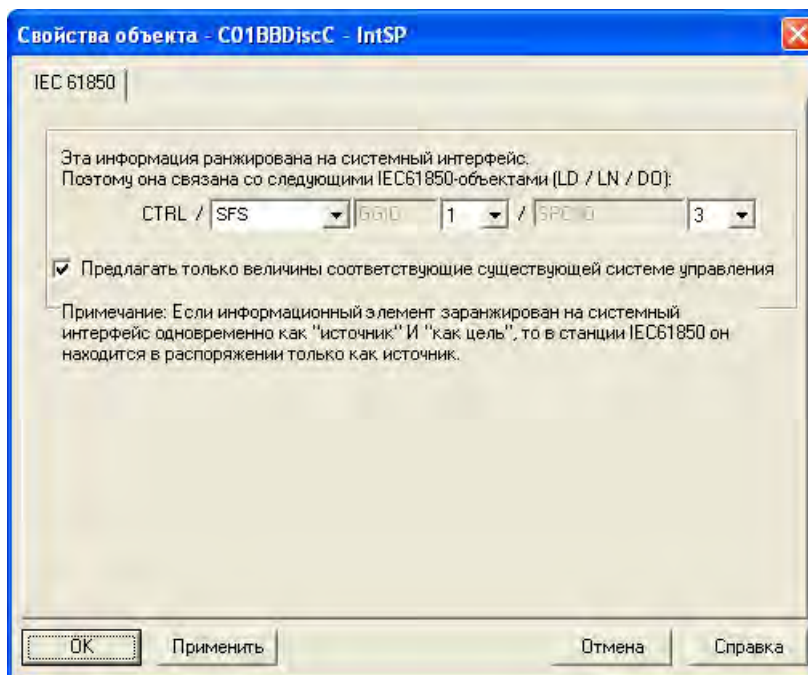 Свойства объекта - C01BBDiscC - IntSP
IEC 61850
Эта информация ранжирована на системный интерфейс.
Поэтому она связана со следующими IEC61850-объектами (LD / LN / DO):
CTRL / SFS GGIO 1 / SPCSO 3
Предлагать только величины соответствующие существующей системе управления
Примечание: Если информационный элемент заранжирован на системный
интерфейс одновременно как "источник" И "как цель", то в станции IEC61850 он
находится в распоряжении только как источник.
OK Применить Отмена Справка